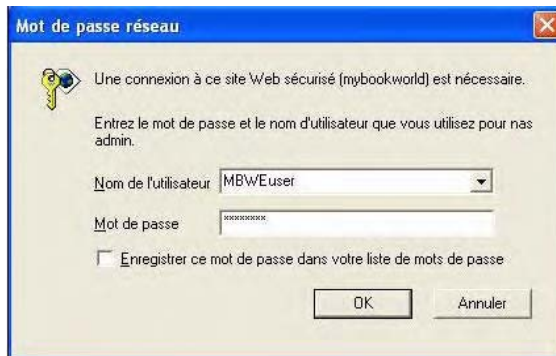 Mot de passe réseau
Une connexion à ce site Web sécurisé (mybookworld) est nécessaire.
Entrez le mot de passe et le nom d'utilisateur que vous utilisez pour nas
admin.
Nom de l'utilisateur MBWEuser
Mot de passe xxxxxxxx
Enregistrer ce mot de passe dans votre liste de mots de passe
OK Annuler